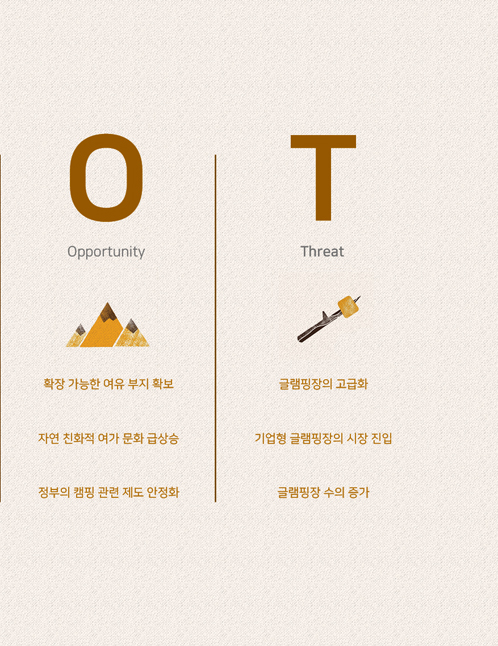 O
Opportunity
확장 가능한 여유 부지 확보
자연 친화적 여가 문화 급상승
정부의 캠핑 관련 제도 안정화
T
Threat
글램핑장의 고급화
기업형 글램핑장의 시장 진입
글램핑장 수의 증가